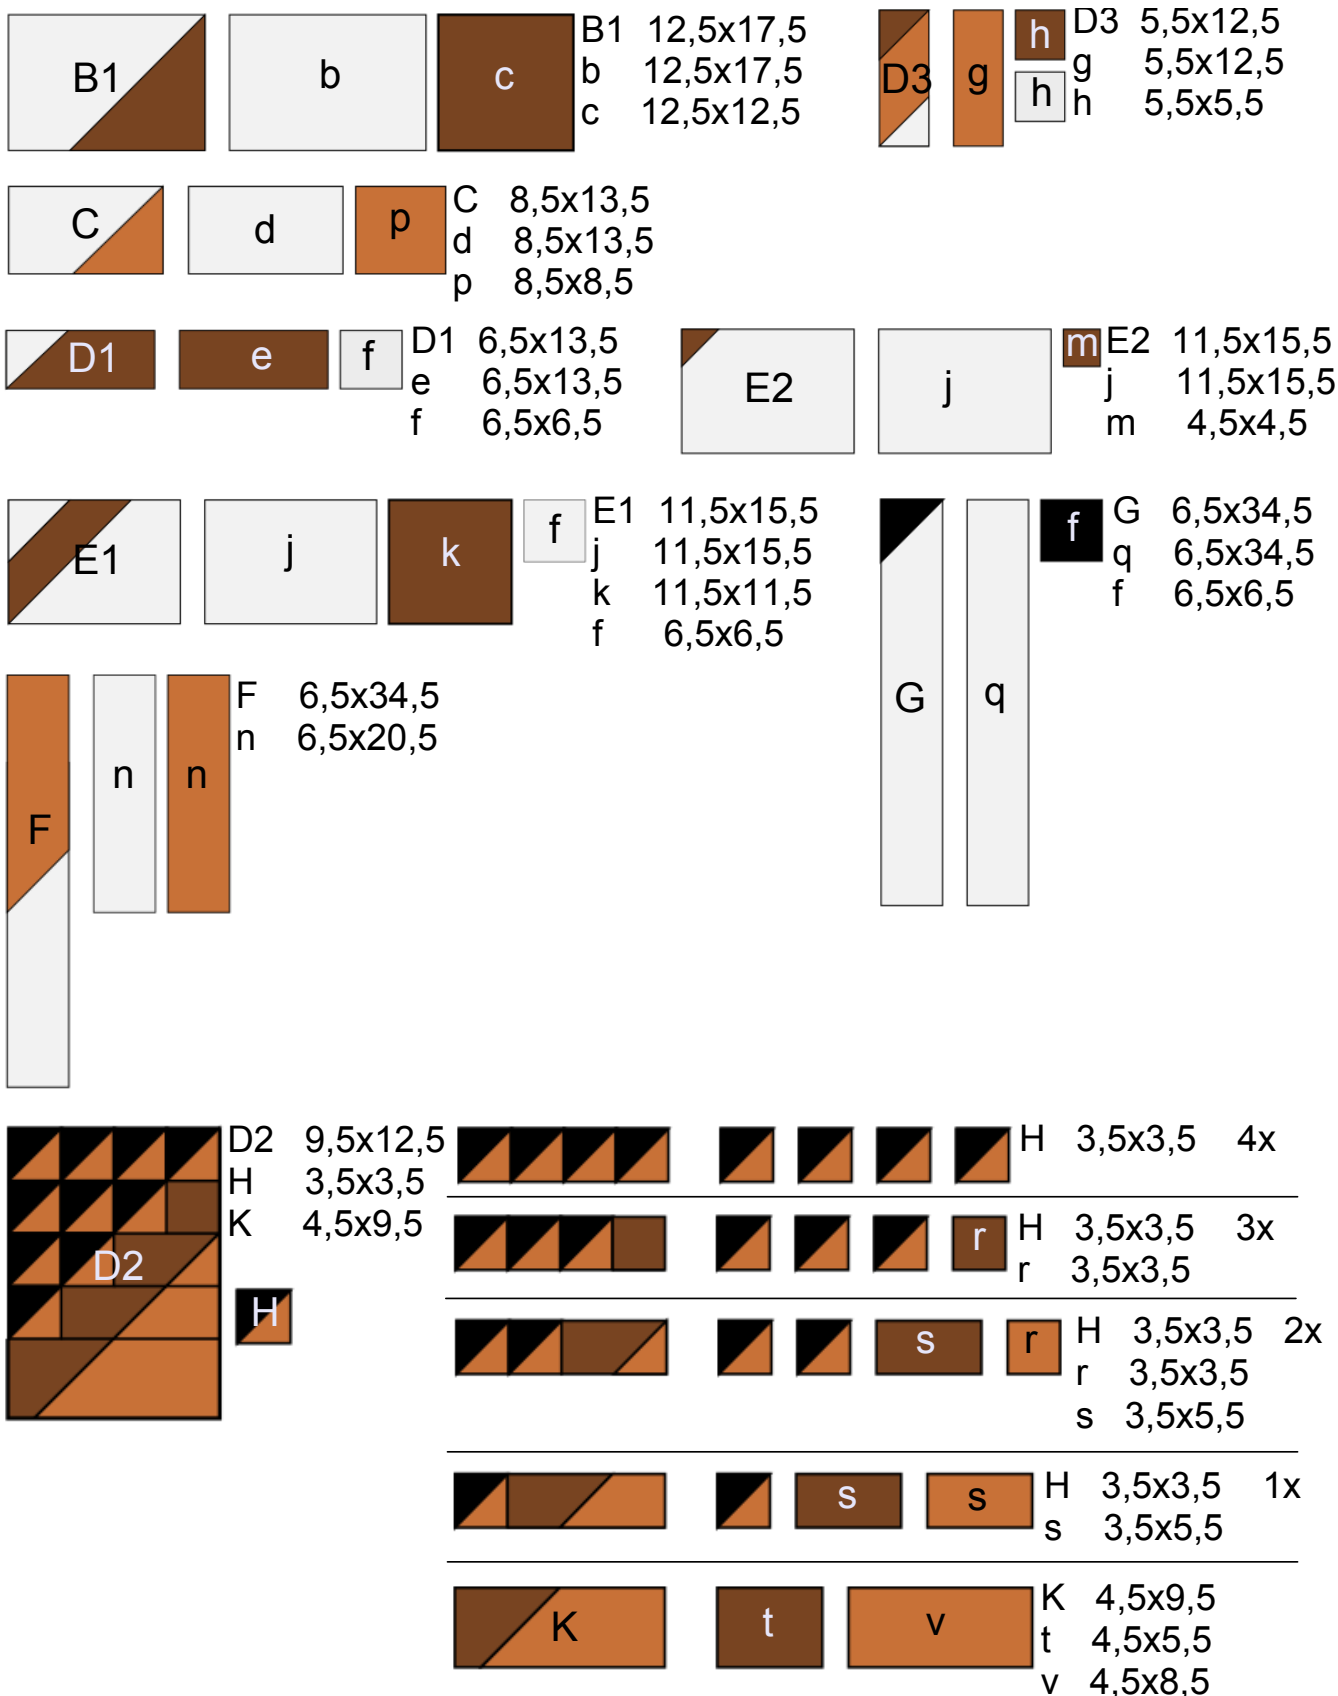 B1 b c B1 12,5x17,5
b 12,5x17,5
c 12,5x12,5
D3 g h h D3 5,5x12,5
g 5,5x12,5
h 5,5x5,5
C d p C 8,5x13,5
d 8,5x13,5
p 8,5x8,5
D1 e f D1 6,5x13,5
e 6,5x13,5
f 6,5x6,5
E2 j m E2 11,5x15,5
j 11,5x15,5
m 4,5x4,5
E1 j k f E1 11,5x15,5
j 11,5x15,5
k 11,5x11,5
f 6,5x6,5
G q f G 6,5x34,5
q 6,5x34,5
f 6,5x6,5
F n n F 6,5x34,5
n 6,5x20,5
D2 H D2 9,5x12,5
H 3,5x3,5
K 4,5x9,5
H 3,5x3,5 4x
r H 3,5x3,5 3x
r 3,5x3,5
s r H 3,5x3,5 2x
r 3,5x3,5
s 3,5x5,5
s s H 3,5x3,5 1x
s 3,5x5,5
K t v K 4,5x9,5
t 4,5x5,5
v 4,5x8,5